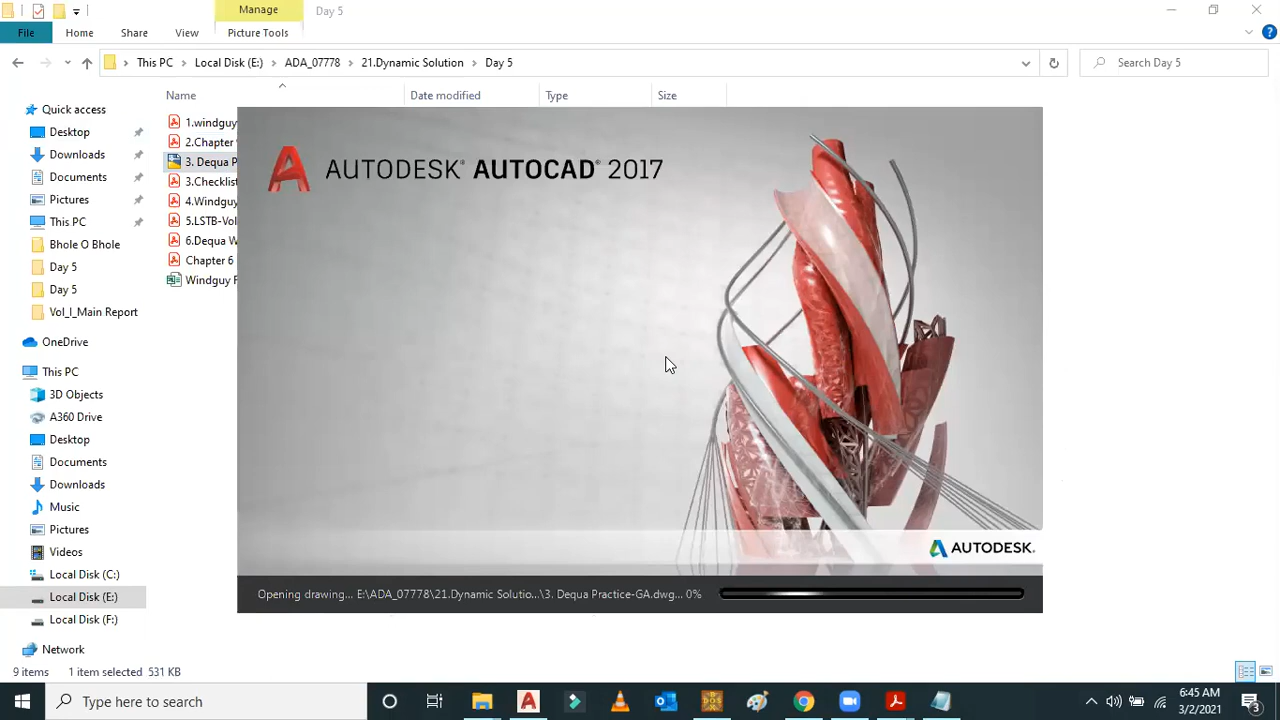 Manage
Day 5
File
Home
Share
View
Picture Tools
This PC
Local Disk (E:)
ADA_07778
21.Dynamic Solution
Day 5
Search Day 5
Name
Date modified
Type
Size
Quick access
Desktop
Downloads
Documents
Pictures
This PC
Bhole O Bhole
Day 5
Day 5
Vol_I_Main Report
OneDrive
This PC
3D Objects
A360 Drive
Desktop
Documents
Downloads
Music
Pictures
Videos
Local Disk (C:)
Local Disk (E:)
Local Disk (F:)
Network
1.windguy
2.Chapter
3. Dequa P
3.Checklist
4.Windguy
5.LSTB-Vol
6.Dequa W
Chapter 6
Windguy F
AUTODESK® AUTOCAD® 2017
AUTODESK.
Opening drawing... E:\ADA_07778\21.Dynamic Solutio...\3. Dequa Practice-GA.dwg... 0%
9 items
1 item selected 531 KB
Type here to search
6:45 AM
3/2/2021
3